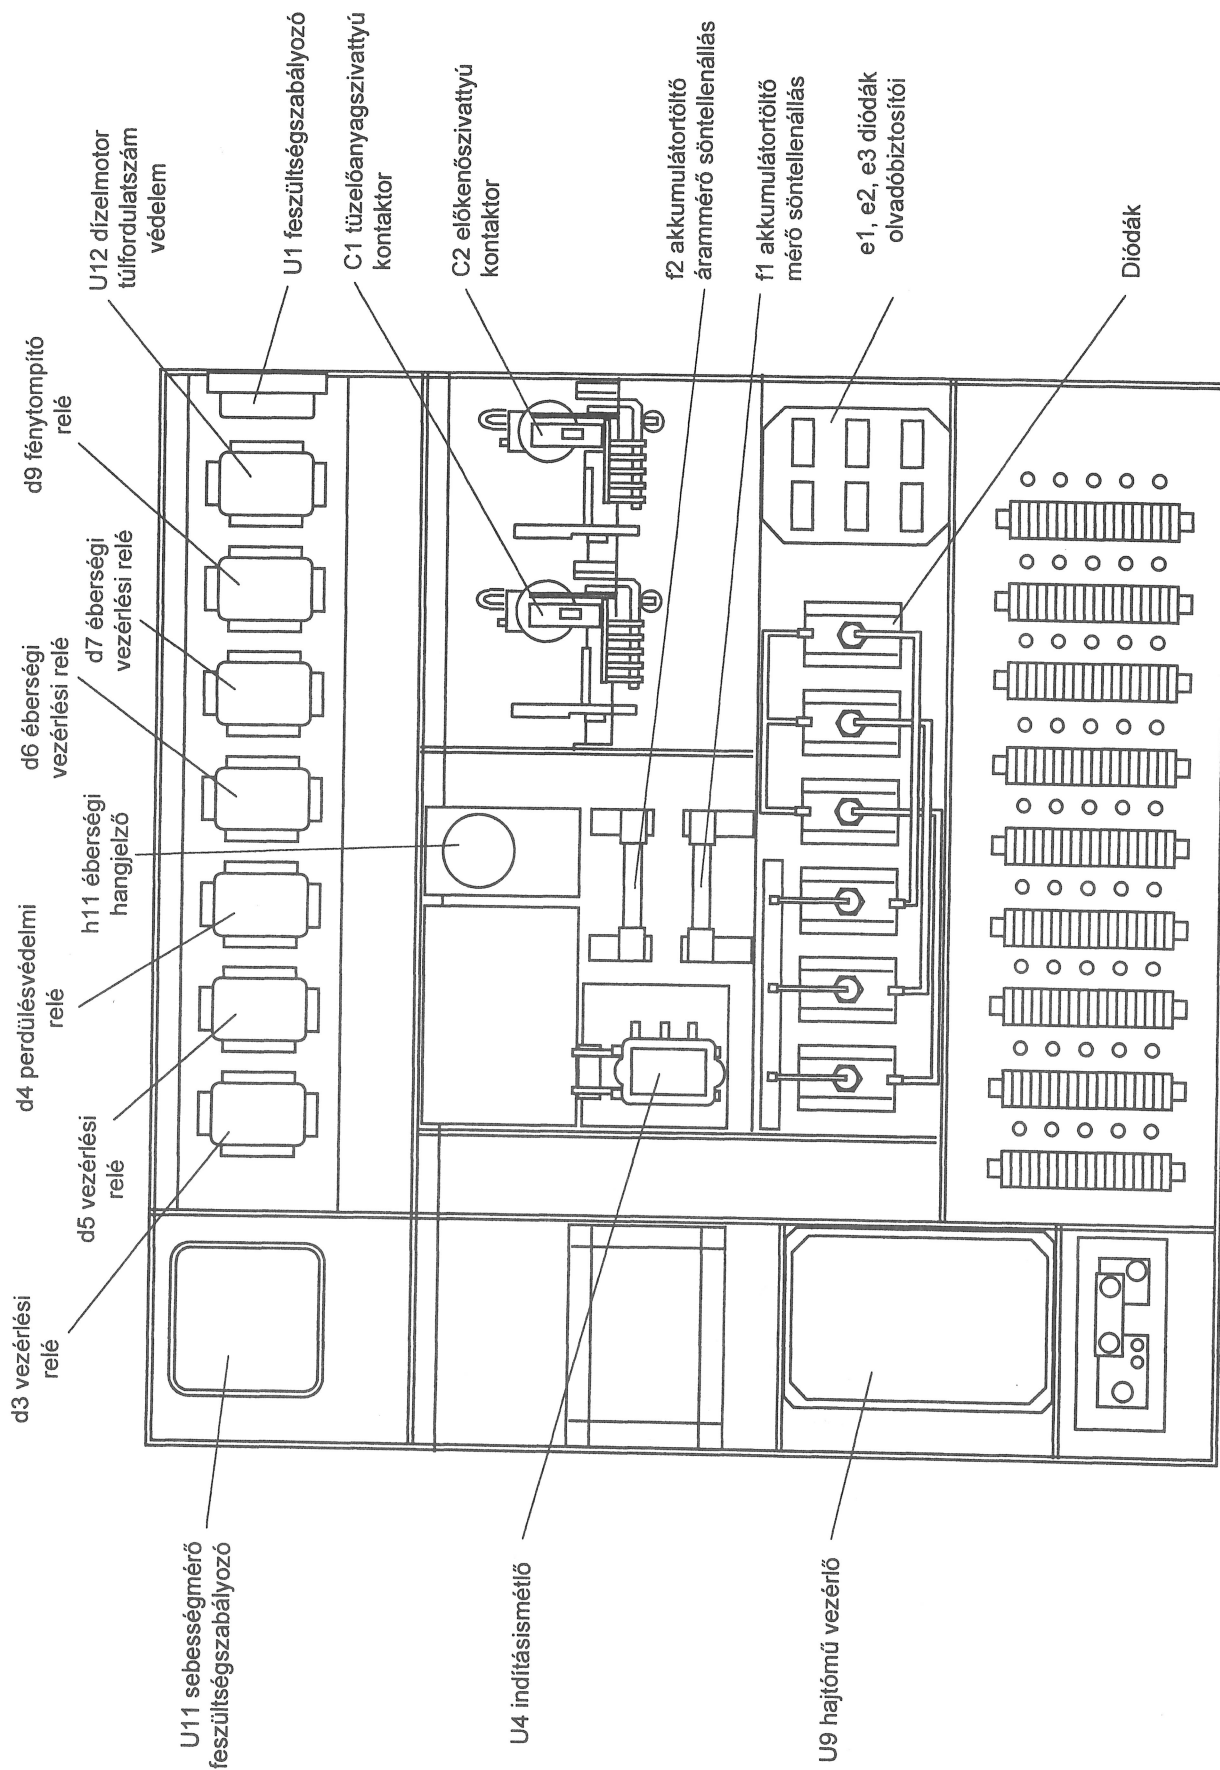 U11 sebességmérő
feszültségszabályozó
d3 vezérlési
relé
d5 vezérlési
relé
d4 perdülésvédelmi
relé
h11 éberségi
hangjelző
d6 éberségi
vezérlési relé
d7 éberségi
vezérlési relé
d9 fénytompító
relé
U12 dízelmotor
túlfordulatszám
védelem
U1 feszültségszabályozó
C1 tüzelőanyagszivattyú
kontaktor
C2 előkenőszivattyú
kontaktor
f2 akkumulátortöltő
árammérő söntellenállás
f1 akkumulátortöltő
mérő söntellenállás
e1, e2, e3 diódák
olvadóbiztosítói
Diódák
U4 indításismétlő
U9 hajtómű vezérlő